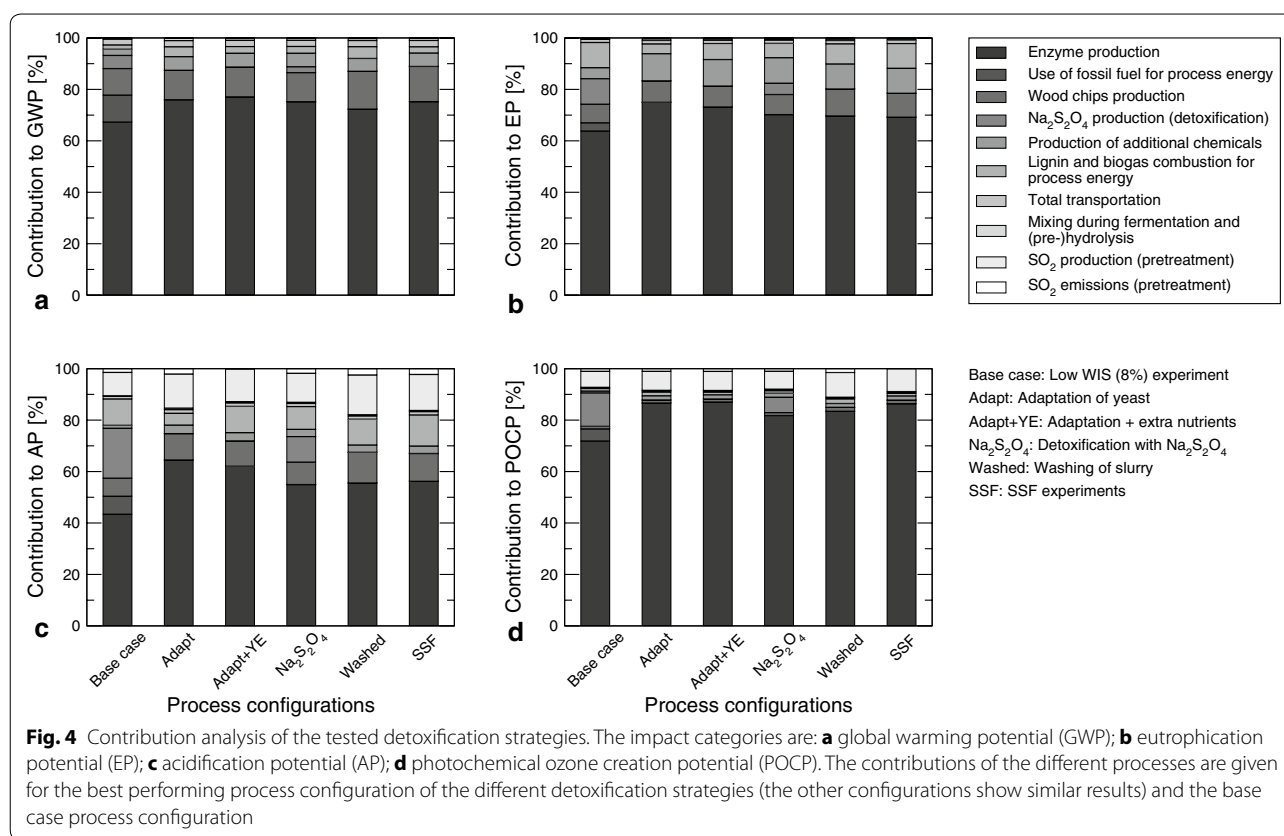 Contribution to GWP [%]
100
80
60
40
20
0
a
Contribution to EP [%]
100
80
60
40
20
0
b
Enzyme production
Use of fossil fuel for process energy
Wood chips production
Na₂S₂O₄ production (detoxification)
Production of additional chemicals
Lignin and biogas combustion for
process energy
Total transportation
Mixing during fermentation and
(pre-)hydrolysis
SO₂ production (pretreatment)
SO₂ emissions (pretreatment)
Contribution to AP [%]
100
80
60
40
20
0
c
Base case
Adapt
Adapt+YE
Na₂S₂O₄
Washed
SSF
Process configurations
Contribution to POCP [%]
100
80
60
40
20
0
d
Base case
Adapt
Adapt+YE
Na₂S₂O₄
Washed
SSF
Process configurations
Base case: Low WIS (8%) experiment
Adapt: Adaptation of yeast
Adapt+YE: Adaptation + extra nutrients
Na₂S₂O₄: Detoxification with Na₂S₂O₄
Washed: Washing of slurry
SSF: SSF experiments
Fig. 4 Contribution analysis of the tested detoxification strategies. The impact categories are: a global warming potential (GWP); b eutrophication
potential (EP); c acidification potential (AP); d photochemical ozone creation potential (POCP). The contributions of the different processes are given
for the best performing process configuration of the different detoxification strategies (the other configurations show similar results) and the base
case process configuration